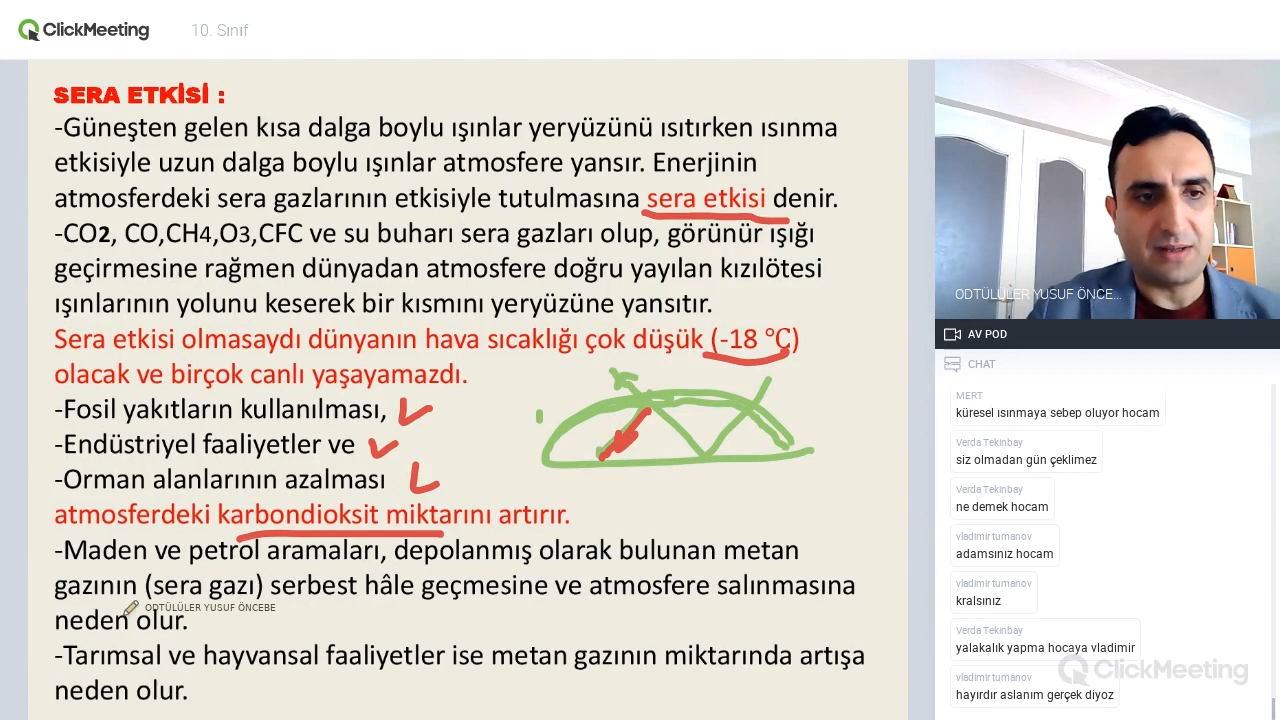 ClickMeeting
10. Sınıf
SERA ETKİSİ :
-Güneşten gelen kısa dalga boylu ışınlar yeryüzünü ısıtırken ısınma
etkisiyle uzun dalga boylu ışınlar atmosfere yansır. Enerjinin
atmosferdeki sera gazlarının etkisiyle tutulmasına sera etkisi denir.
-CO2, CO,CH4,O3,CFC ve su buharı sera gazları olup, görünür ışığı
geçirmesine rağmen dünyadan atmosfere doğru yayılan kızılötesi
ışınlarının yolunu keserek bir kısmını yeryüzüne yansıtır.
Sera etkisi olmasaydı dünyanın hava sıcaklığı çok düşük (-18 ℃)
olacak ve birçok canlı yaşayamazdı.
-Fosil yakıtların kullanılması,
-Endüstriyel faaliyetler ve
-Orman alanlarının azalması
atmosferdeki karbondioksit miktarını artırır.
-Maden ve petrol aramaları, depolanmış olarak bulunan metan
gazının (sera gazı) serbest hâle geçmesine ve atmosfere salınmasına
neden olur.
ODTÜLÜLER YUSUF ÖNCEBE
-Tarımsal ve hayvansal faaliyetler ise metan gazının miktarında artışa
neden olur.
ODTÜLÜLER YUSUF ÖNCE...
AV POD
CHAT
MERT
küresel ısınmaya sebep oluyor hocam
Verda Tekinbay
siz olmadan gün çeklimez
Verda Tekinbay
ne demek hocam
vladimir tumanov
adamsınız hocam
vladimir tumanov
kralsınız
Verda Tekinbay
yalakalık yapma hocaya vladimir
vladimir tumanov
hayırdır aslanım gerçek diyoz
ClickMeeting